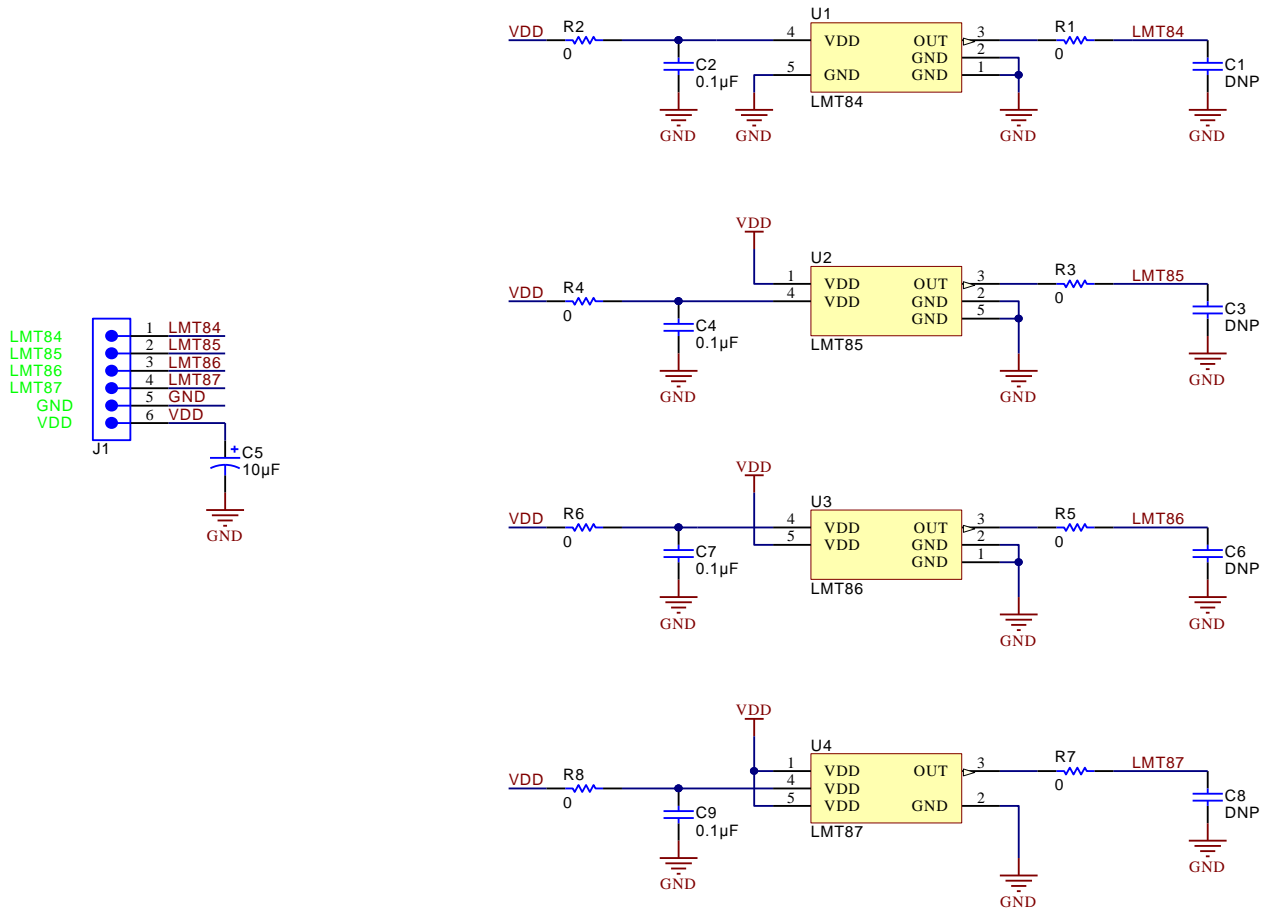 VDD
R2
0
C2
0.1µF
GND
U1
4 VDD OUT 3
GND 2
5 GND GND 1
LMT84
GND
GND
R1
0
LMT84
C1
DNP
GND
VDD
R4
0
C4
0.1µF
GND
VDD
U2
1 VDD OUT 3
4 VDD GND 2
GND 5
LMT85
GND
R3
0
LMT85
C3
DNP
GND
LMT84 1 LMT84
LMT85 2 LMT85
LMT86 3 LMT86
LMT87 4 LMT87
GND 5 GND
VDD 6 VDD
J1
+ C5
10µF
GND
VDD
R6
0
C7
0.1µF
GND
VDD
U3
4 VDD OUT 3
5 VDD GND 2
GND 1
LMT86
GND
R5
0
LMT86
C6
DNP
GND
VDD
R8
0
C9
0.1µF
GND
VDD
U4
1 VDD OUT 3
4 VDD
5 VDD GND 2
LMT87
GND
R7
0
LMT87
C8
DNP
GND